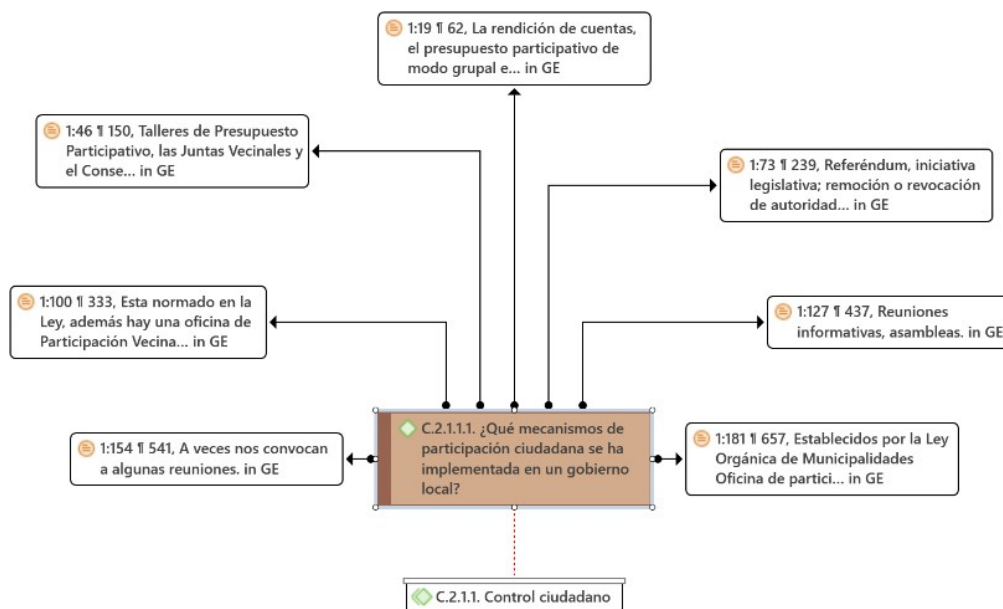 1:19 ¶ 62, La rendición de cuentas,
el presupuesto participativo de
modo grupal e... in GE
1:46 ¶ 150, Talleres de Presupuesto
Participativo, las Juntas Vecinales y
el Conse... in GE
1:73 ¶ 239, Referéndum, iniciativa
legislativa; remoción o revocación
de autoridad... in GE
1:100 ¶ 333, Esta normado en la
Ley, además hay una oficina de
Participación Vecina... in GE
1:127 ¶ 437, Reuniones
informativas, asambleas. in GE
C.2.1.1.1. ¿Qué mecanismos de
participación ciudadana se ha
implementada en un gobierno
local?
1:154 ¶ 541, A veces nos convocan
a algunas reuniones. in GE
1:181 ¶ 657, Establecidos por la Ley
Orgánica de Municipalidades
Oficina de partici... in GE
C.2.1.1. Control ciudadano